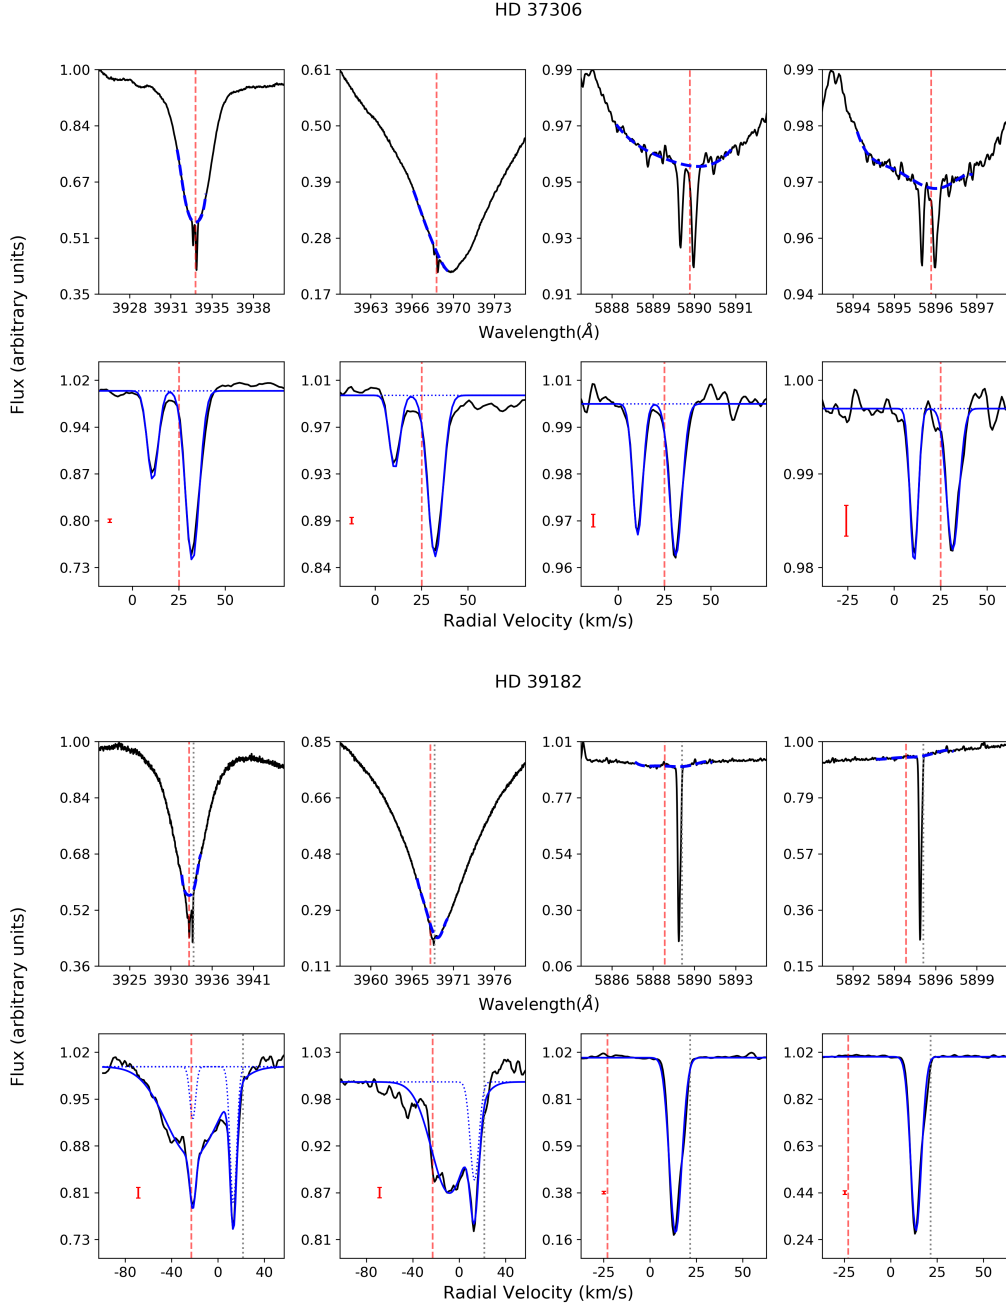 HD 37306
1.00 0.84 0.67 0.51 0.35
3928 3931 3935 3938
0.61 0.50 0.39 0.28 0.17
3963 3966 3970 3973
0.99 0.97 0.95 0.93 0.91
5888 5889 5890 5891
0.99 0.98 0.97 0.96 0.94
5894 5895 5896 5897
Wavelength(Å)
Flux (arbitrary units)
1.02 0.94 0.87 0.80 0.73
0 25 50
1.01 0.97 0.93 0.89 0.84
0 25 50
1.01 0.99 0.98 0.97 0.96
0 25 50
1.00 0.99 0.98
-25 0 25 50
Radial Velocity (km/s)
HD 39182
1.00 0.84 0.68 0.52 0.36
3925 3930 3936 3941
0.85 0.66 0.48 0.29 0.11
3960 3966 3971 3976
1.01 0.77 0.54 0.30 0.06
5886 5888 5890 5893
1.00 0.79 0.57 0.36 0.15
5892 5894 5896 5899
Wavelength(Å)
Flux (arbitrary units)
1.02 0.95 0.88 0.81 0.73
-80 -40 0 40
1.03 0.98 0.92 0.87 0.81
-80 -40 0 40
1.02 0.81 0.59 0.38 0.16
-25 0 25 50
1.02 0.82 0.63 0.44 0.24
-25 0 25 50
Radial Velocity (km/s)